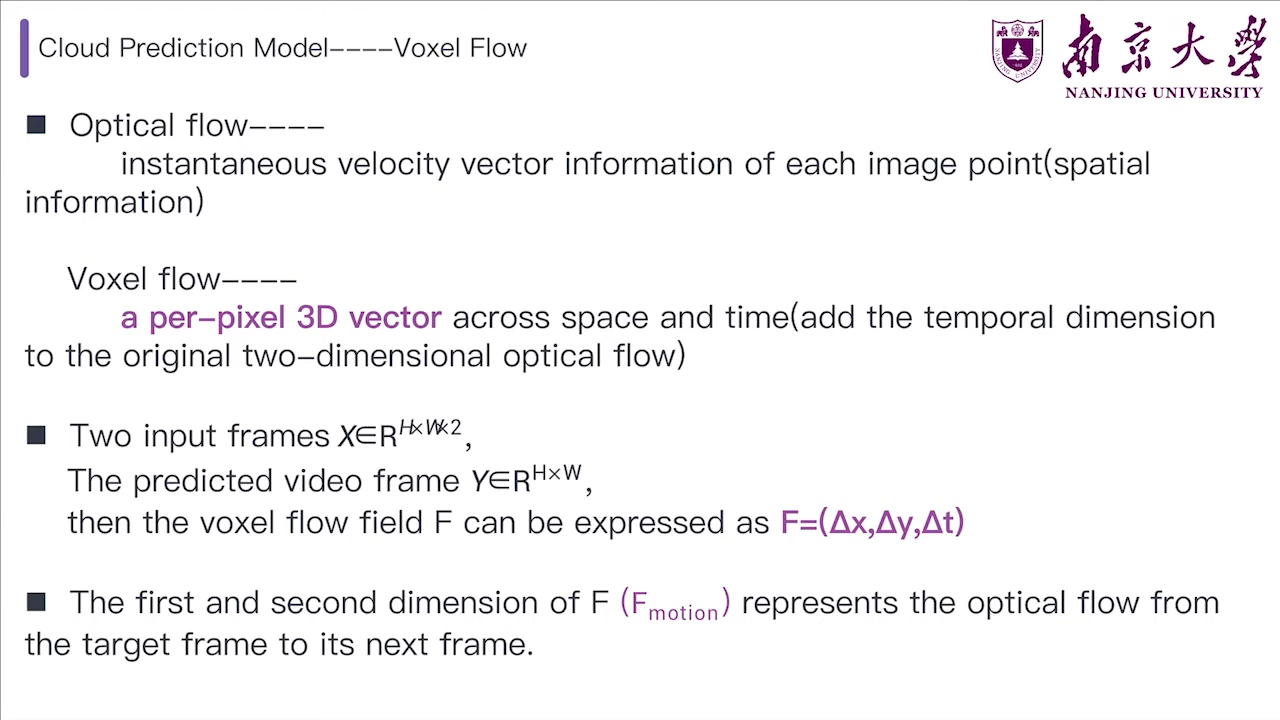 Cloud Prediction Model----Voxel Flow
南京大學
NANJING UNIVERSITY
■ Optical flow----
instantaneous velocity vector information of each image point(spatial
information)
Voxel flow----
a per-pixel 3D vector across space and time(add the temporal dimension
to the original two-dimensional optical flow)
■ Two input frames X∈R^{H×W×2},
The predicted video frame Y∈R^{H×W},
then the voxel flow field F can be expressed as F=(Δx,Δy,Δt)
■ The first and second dimension of F (F_{motion}) represents the optical flow from
the target frame to its next frame.